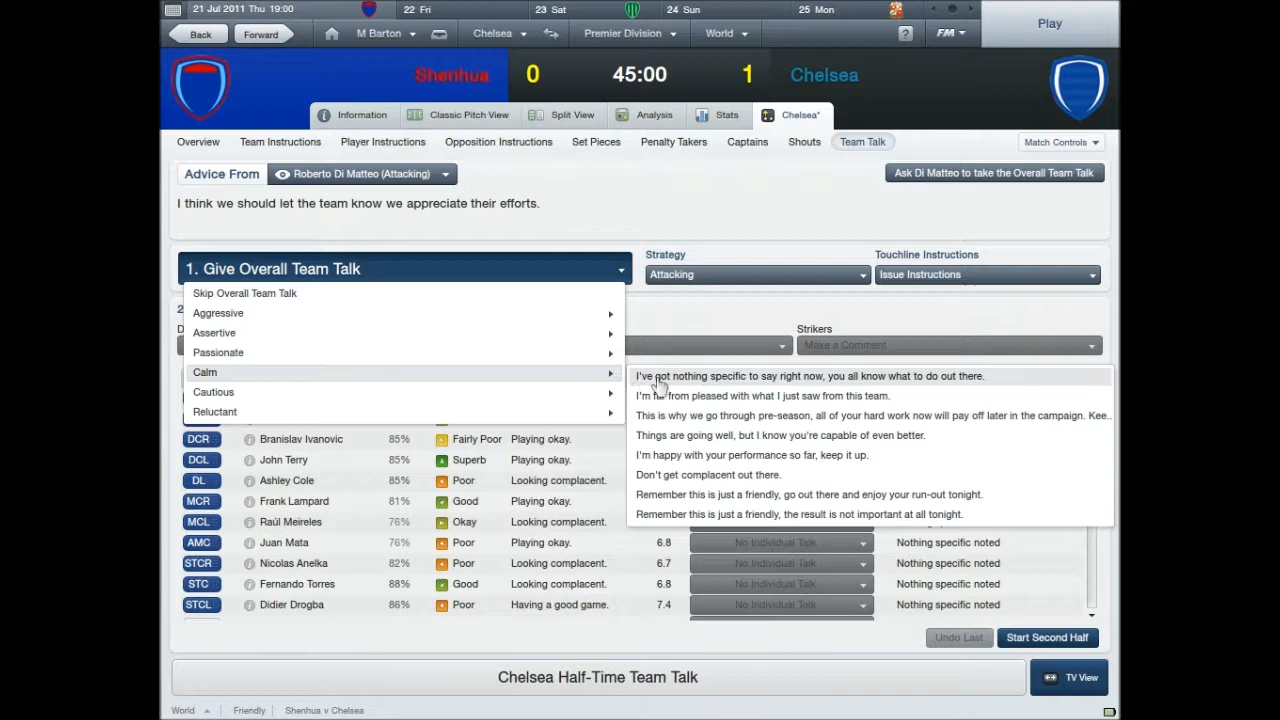 21 Jul 2011 Thu 19:00 22 Fri 23 Sat 24 Sun 25 Mon
Back Forward M Barton Chelsea Premier Division World ? FM Play
Shenhua 0 45:00 1 Chelsea
Information Classic Pitch View Split View Analysis Stats Chelsea*
Overview Team Instructions Player Instructions Opposition Instructions Set Pieces Penalty Takers Captains Shouts Team Talk Match Controls
Advice From Roberto Di Matteo (Attacking) Ask Di Matteo to take the Overall Team Talk
I think we should let the team know we appreciate their efforts.
Strategy Touchline Instructions
1. Give Overall Team Talk Attacking Issue Instructions
Skip Overall Team Talk
Aggressive
Assertive Strikers
Make a Comment
Passionate
Calm
Cautious
Reluctant
I've got nothing specific to say right now, you all know what to do out there.
I'm from pleased with what I just saw from this team.
This is why we go through pre-season, all of your hard work now will pay off later in the campaign. Kee..
Things are going well, but I know you're capable of even better.
I'm happy with your performance so far, keep it up.
Don't get complacent out there.
Remember this is just a friendly, go out there and enjoy your run-out tonight.
Remember this is just a friendly, the result is not important at all tonight.
DCR Branislav Ivanovic 85% Fairly Poor Playing okay.
DCL John Terry 85% Superb Playing okay.
DL Ashley Cole 85% Poor Looking complacent.
MCR Frank Lampard 81% Good Playing okay.
MCL Raúl Meireles 76% Okay Looking complacent.
AMC Juan Mata 76% Poor Playing okay. 6.8 No Individual Talk Nothing specific noted
STCR Nicolas Anelka 82% Poor Looking complacent. 6.7 No Individual Talk Nothing specific noted
STC Fernando Torres 88% Good Looking complacent. 6.8 No Individual Talk Nothing specific noted
STCL Didier Drogba 86% Poor Having a good game. 7.4 No Individual Talk Nothing specific noted
Undo Last Start Second Half
Chelsea Half-Time Team Talk TV View
World Friendly Shenhua v Chelsea